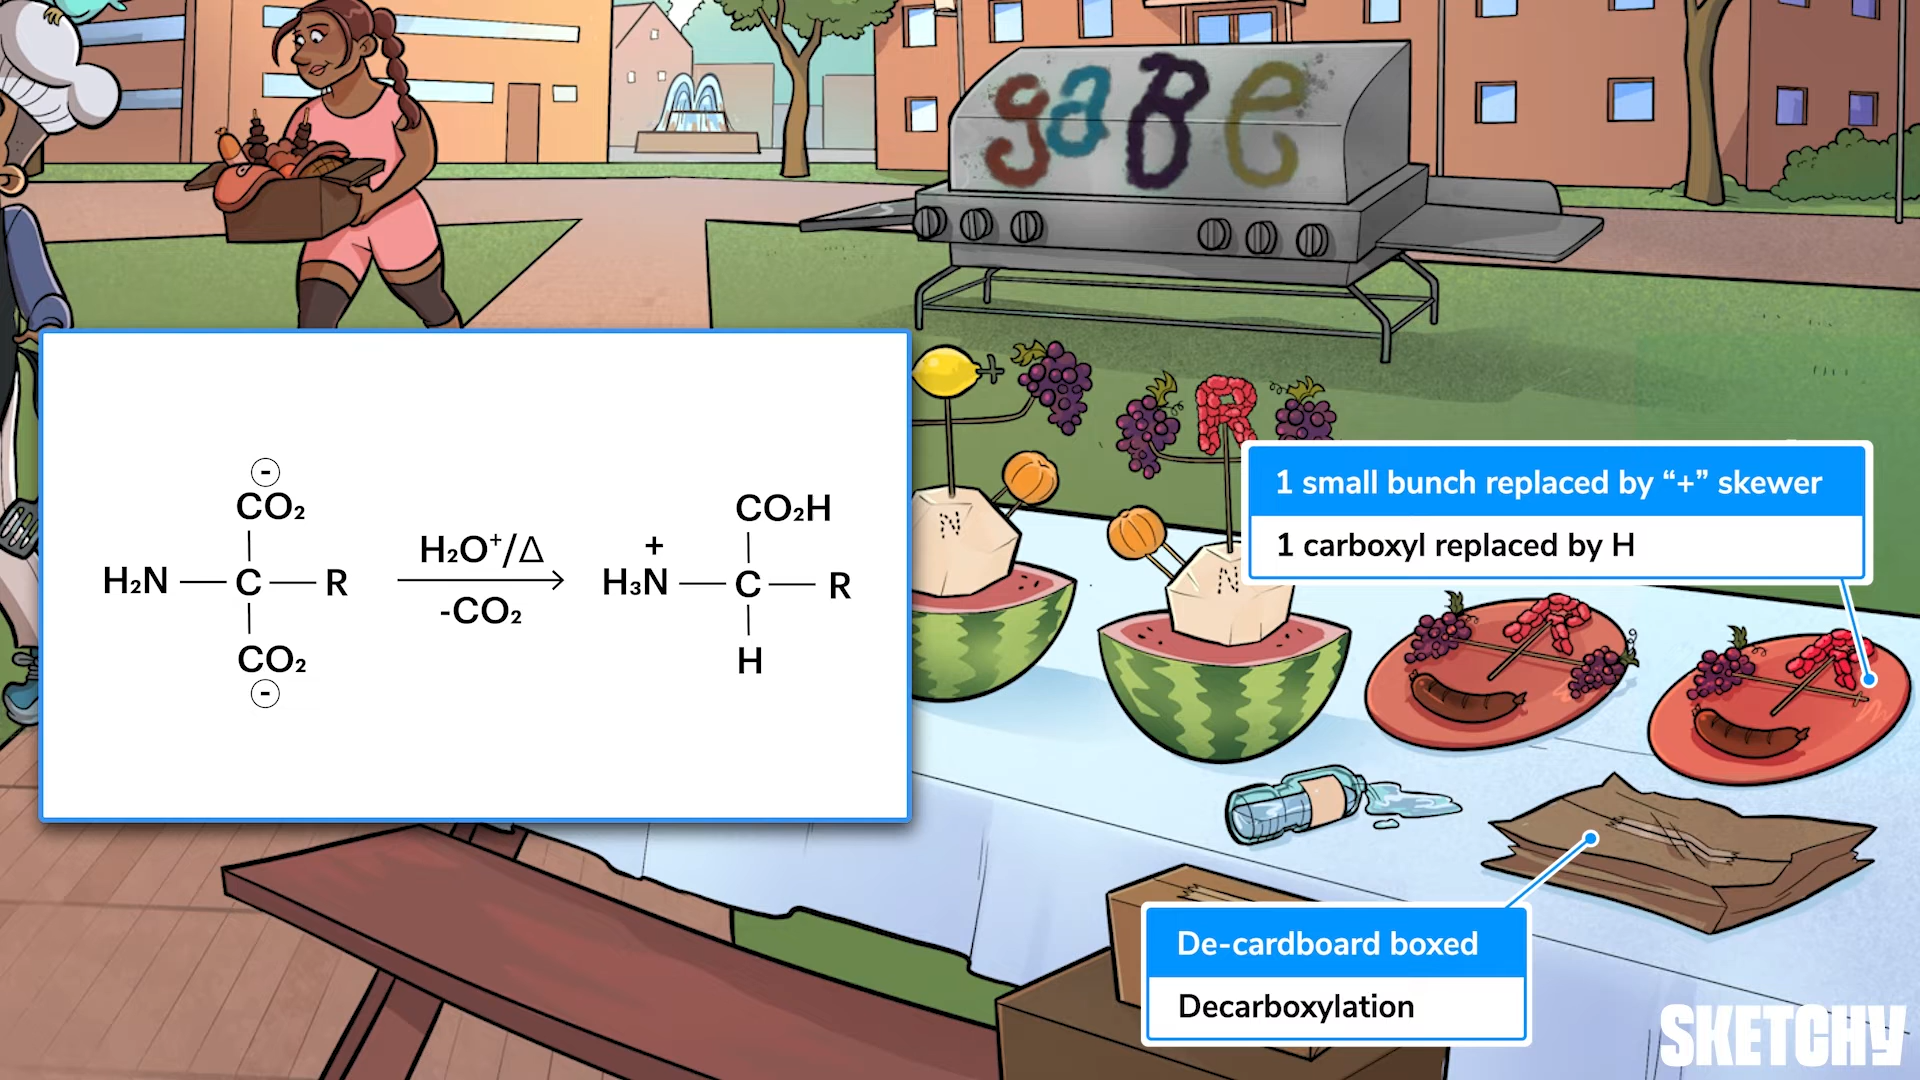 gaBe
R
N
N
1 small bunch replaced by “+” skewer
1 carboxyl replaced by H
⊖
CO₂
H₂N — C — R
CO₂
⊖
H₂O⁺/Δ
-CO₂
CO₂H
+
H₃N — C — R
H
De-cardboard boxed
Decarboxylation
SKETCHY